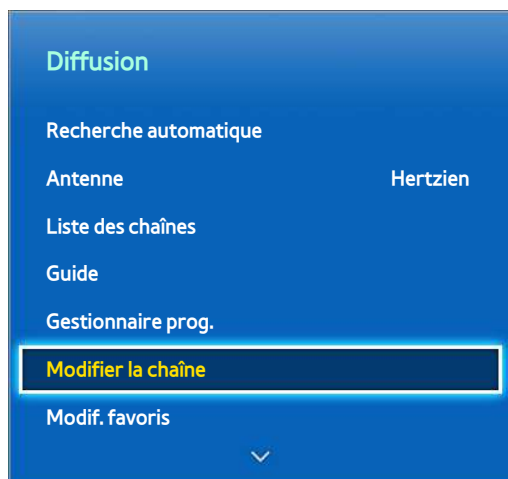 Diffusion
Recherche automatique
Antenne Hertzien
Liste des chaînes
Guide
Gestionnaire prog.
Modifier la chaîne
Modif. favoris